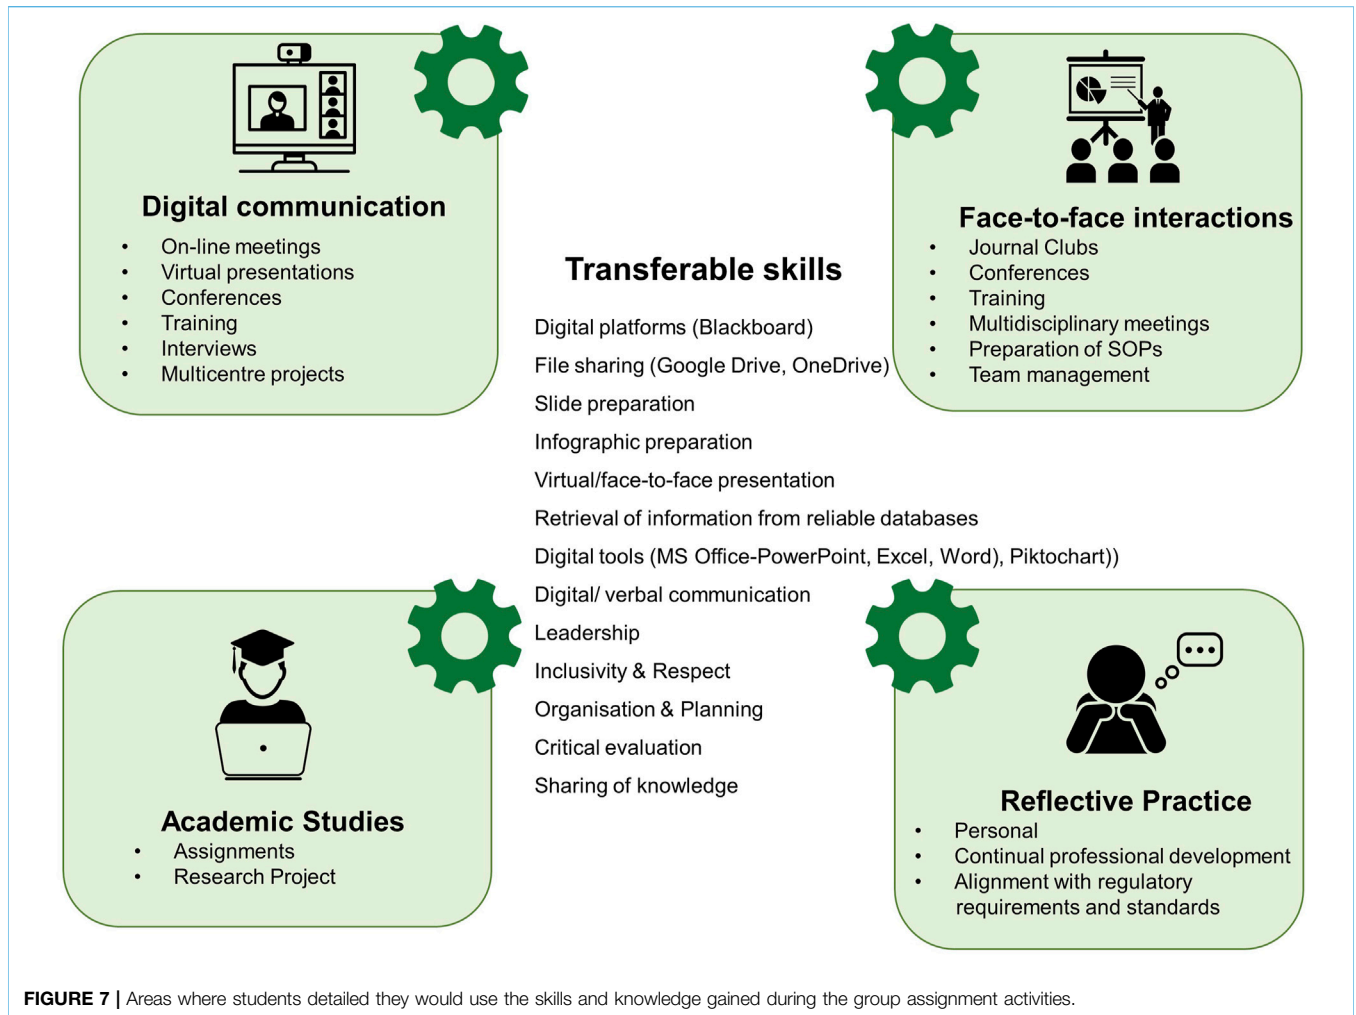 Digital communication
• On-line meetings
• Virtual presentations
• Conferences
• Training
• Interviews
• Multicentre projects
Face-to-face interactions
• Journal Clubs
• Conferences
• Training
• Multidisciplinary meetings
• Preparation of SOPs
• Team management
Transferable skills
Digital platforms (Blackboard)
File sharing (Google Drive, OneDrive)
Slide preparation
Infographic preparation
Virtual/face-to-face presentation
Retrieval of information from reliable databases
Digital tools (MS Office-PowerPoint, Excel, Word), Piktochart))
Digital/ verbal communication
Leadership
Inclusivity & Respect
Organisation & Planning
Critical evaluation
Sharing of knowledge
Academic Studies
• Assignments
• Research Project
Reflective Practice
• Personal
• Continual professional development
• Alignment with regulatory
requirements and standards
FIGURE 7 | Areas where students detailed they would use the skills and knowledge gained during the group assignment activities.